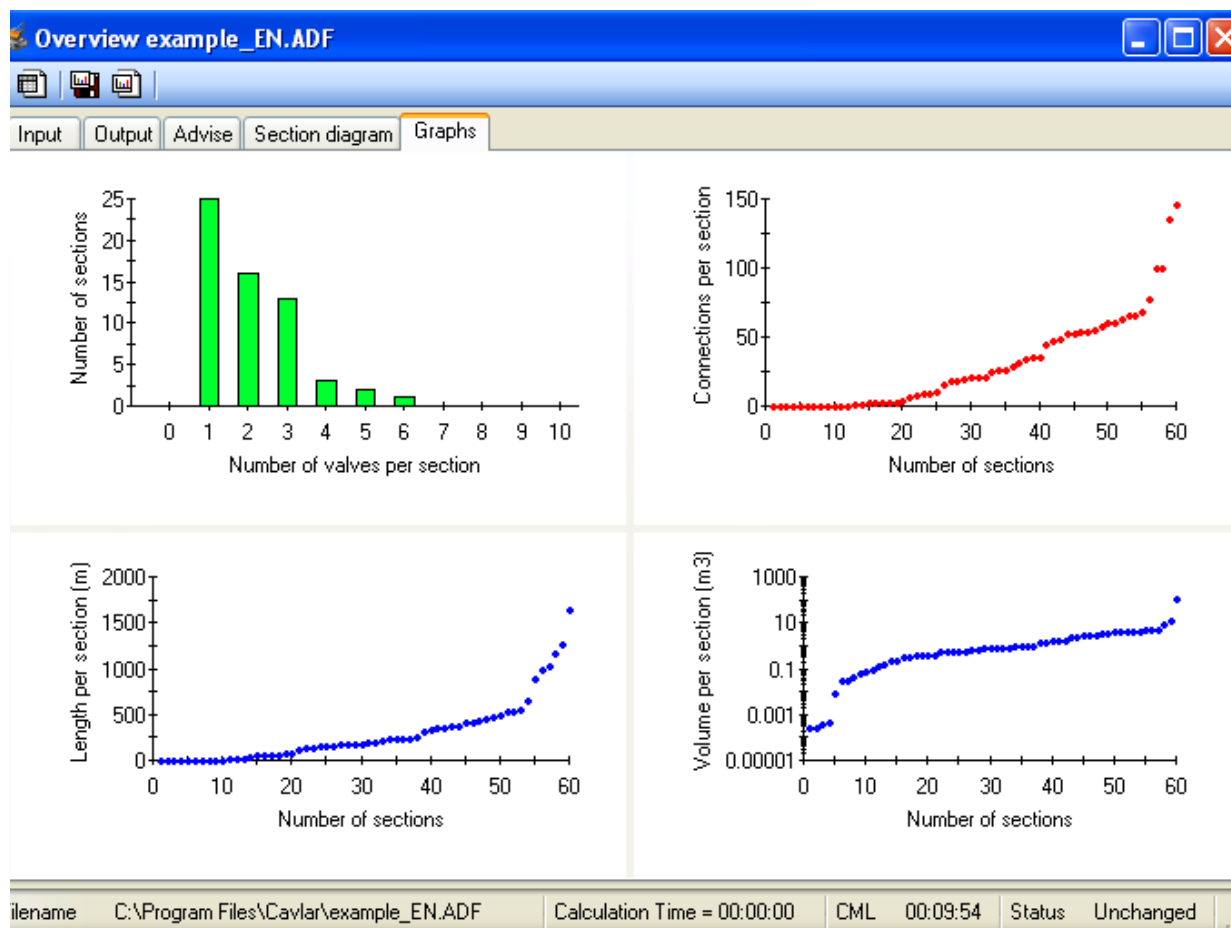 Overview example_EN.ADF
Input Output Advise Section diagram Graphs
Number of sections
25
20
15
10
5
0
0 1 2 3 4 5 6 7 8 9 10
Number of valves per section
Connections per section
150
100
50
0
0 10 20 30 40 50 60
Number of sections
Length per section (m)
2000
1500
1000
500
0
0 10 20 30 40 50 60
Number of sections
Volume per section (m3)
1000
10
0.1
0.001
0.00001
0 10 20 30 40 50 60
Number of sections
ilename C:\Program Files\Cavlar\example_EN.ADF Calculation Time = 00:00:00 CML 00:09:54 Status Unchanged